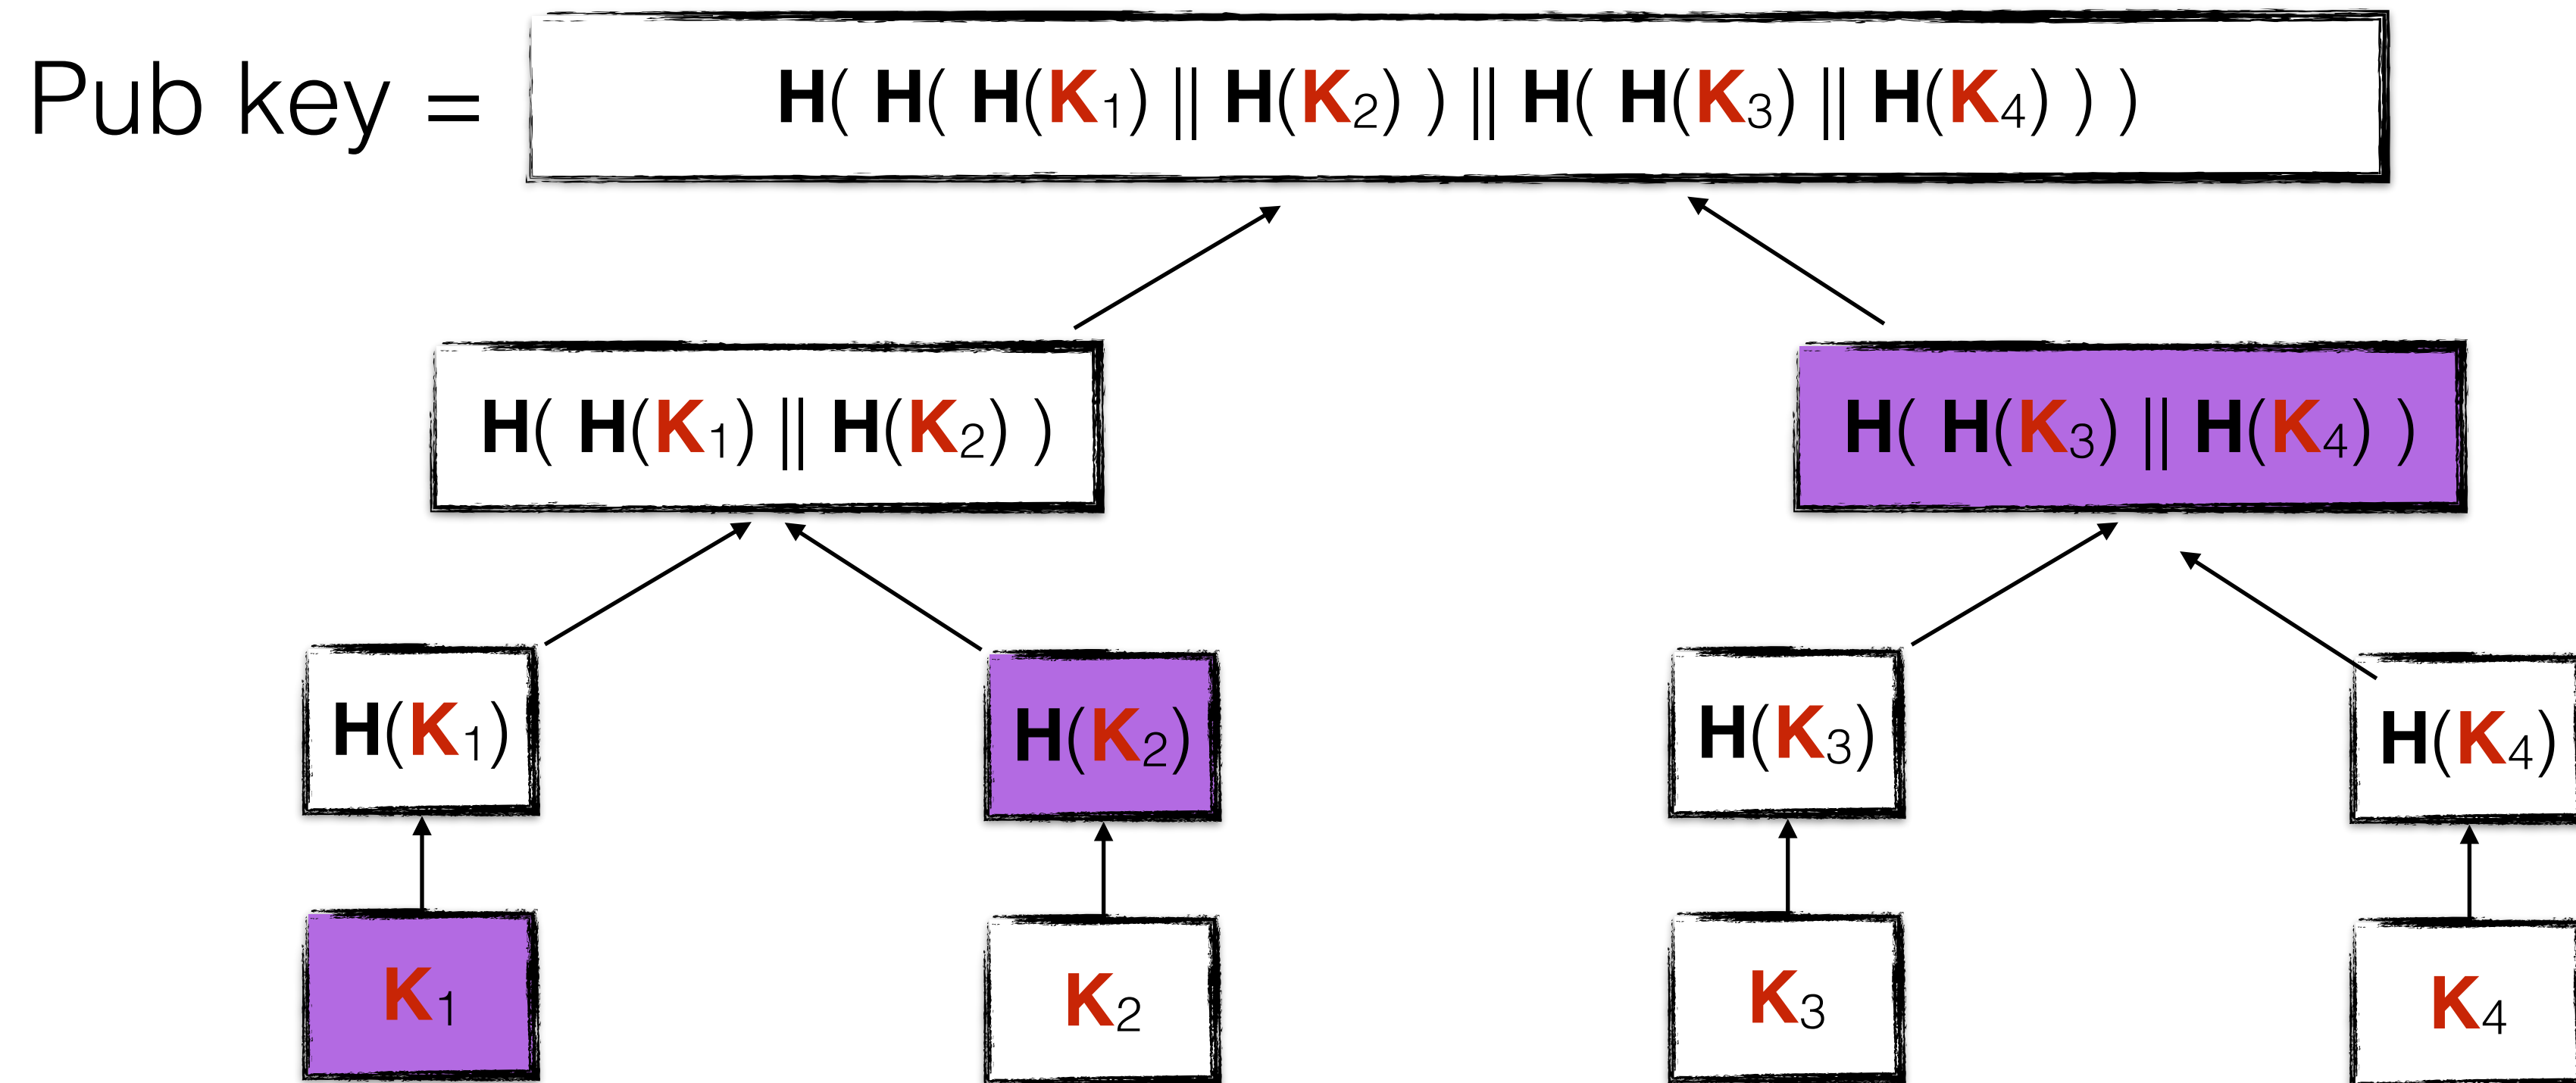 Pub key = H( H( H(K1) || H(K2) ) || H( H(K3) || H(K4) ) )
H( H(K1) || H(K2) ) H( H(K3) || H(K4) )
H(K1) H(K2) H(K3) H(K4)
K1 K2 K3 K4